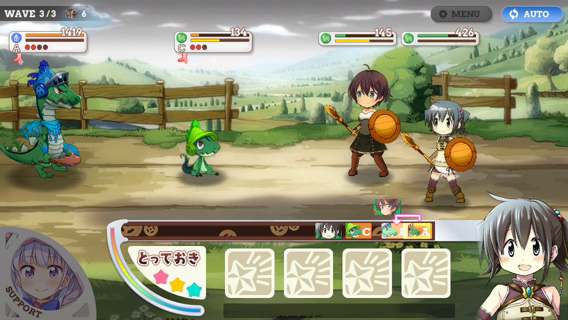 WAVE 3/3 6
MENU
AUTO
1419
A
134
C
145
426
C
A
とっておき
SUPPORT